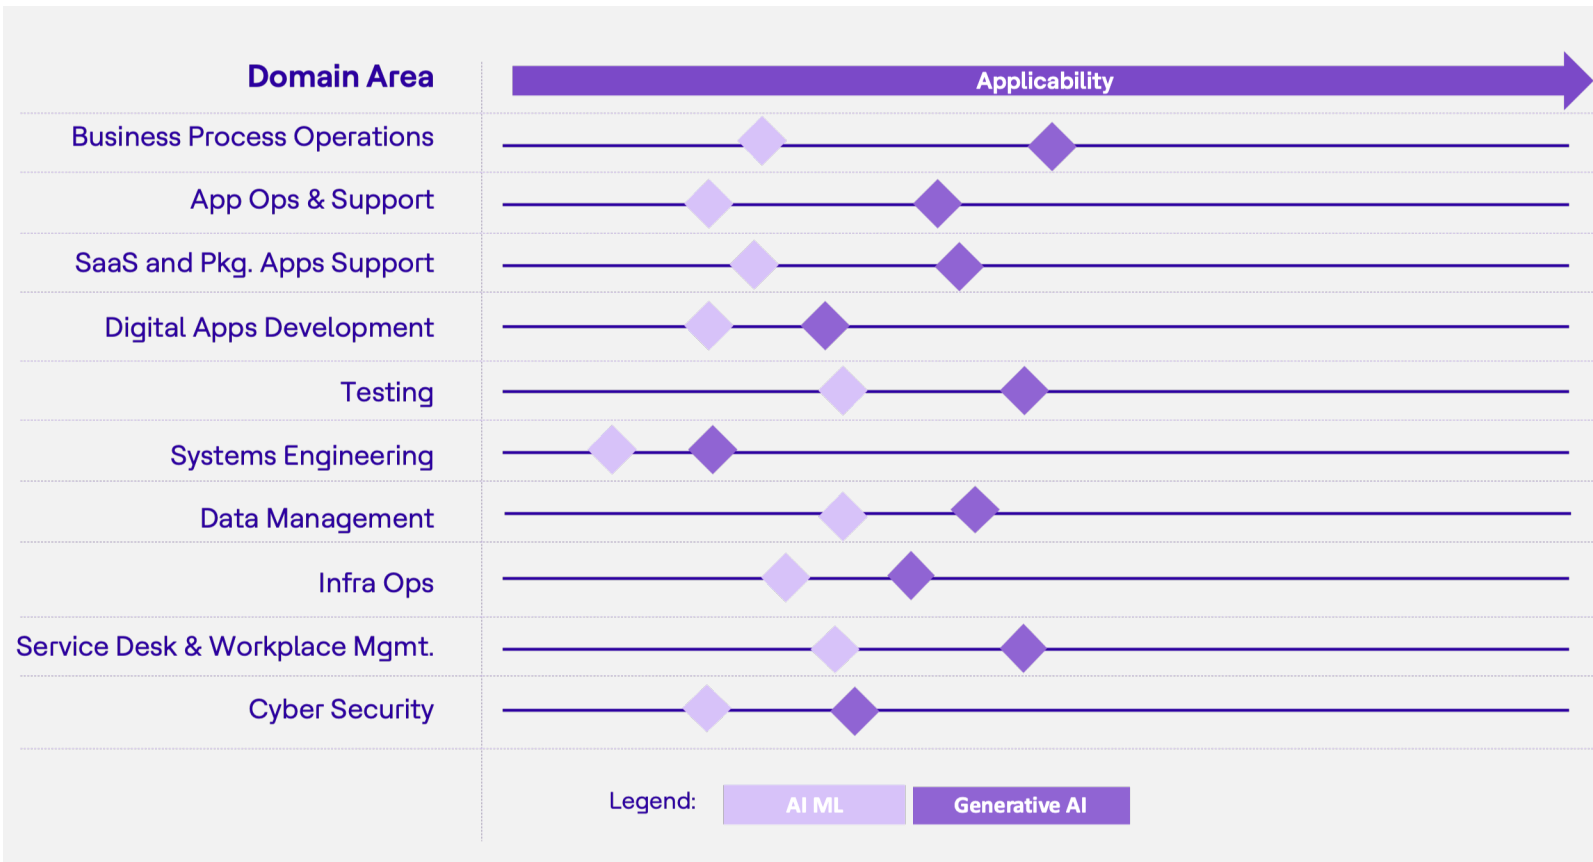 Domain Area
Applicability
Business Process Operations
App Ops & Support
SaaS and Pkg. Apps Support
Digital Apps Development
Testing
Systems Engineering
Data Management
Infra Ops
Service Desk & Workplace Mgmt.
Cyber Security
Legend:
AI ML
Generative AI